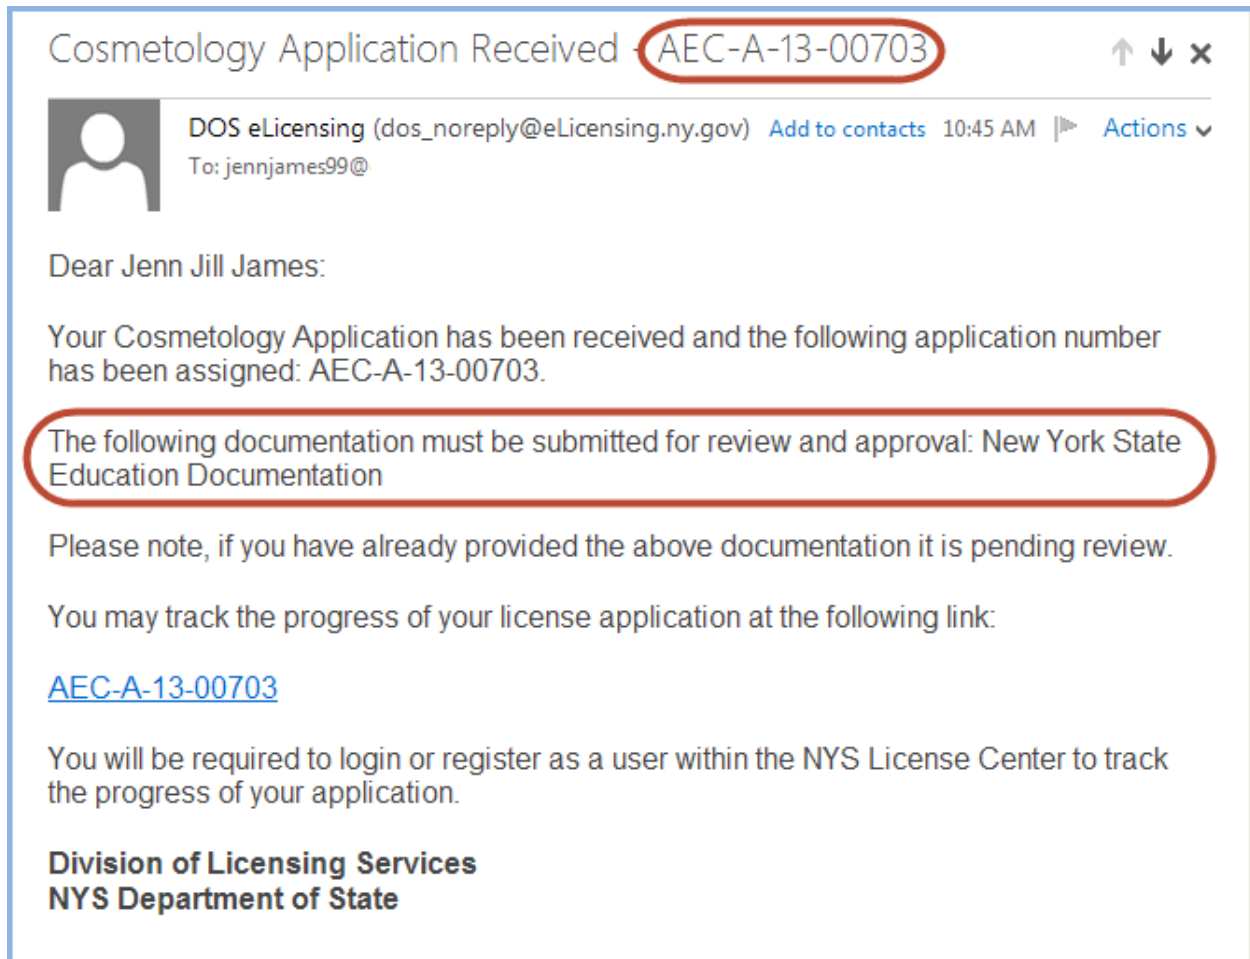 Cosmetology Application Received - AEC-A-13-00703
DOS eLicensing (dos_noreply@eLicensing.ny.gov) Add to contacts 10:45 AM Actions
To: jennjames99@
Dear Jenn Jill James:
Your Cosmetology Application has been received and the following application number
has been assigned: AEC-A-13-00703.
The following documentation must be submitted for review and approval: New York State
Education Documentation
Please note, if you have already provided the above documentation it is pending review.
You may track the progress of your license application at the following link:
AEC-A-13-00703
You will be required to login or register as a user within the NYS License Center to track
the progress of your application.
Division of Licensing Services
NYS Department of State